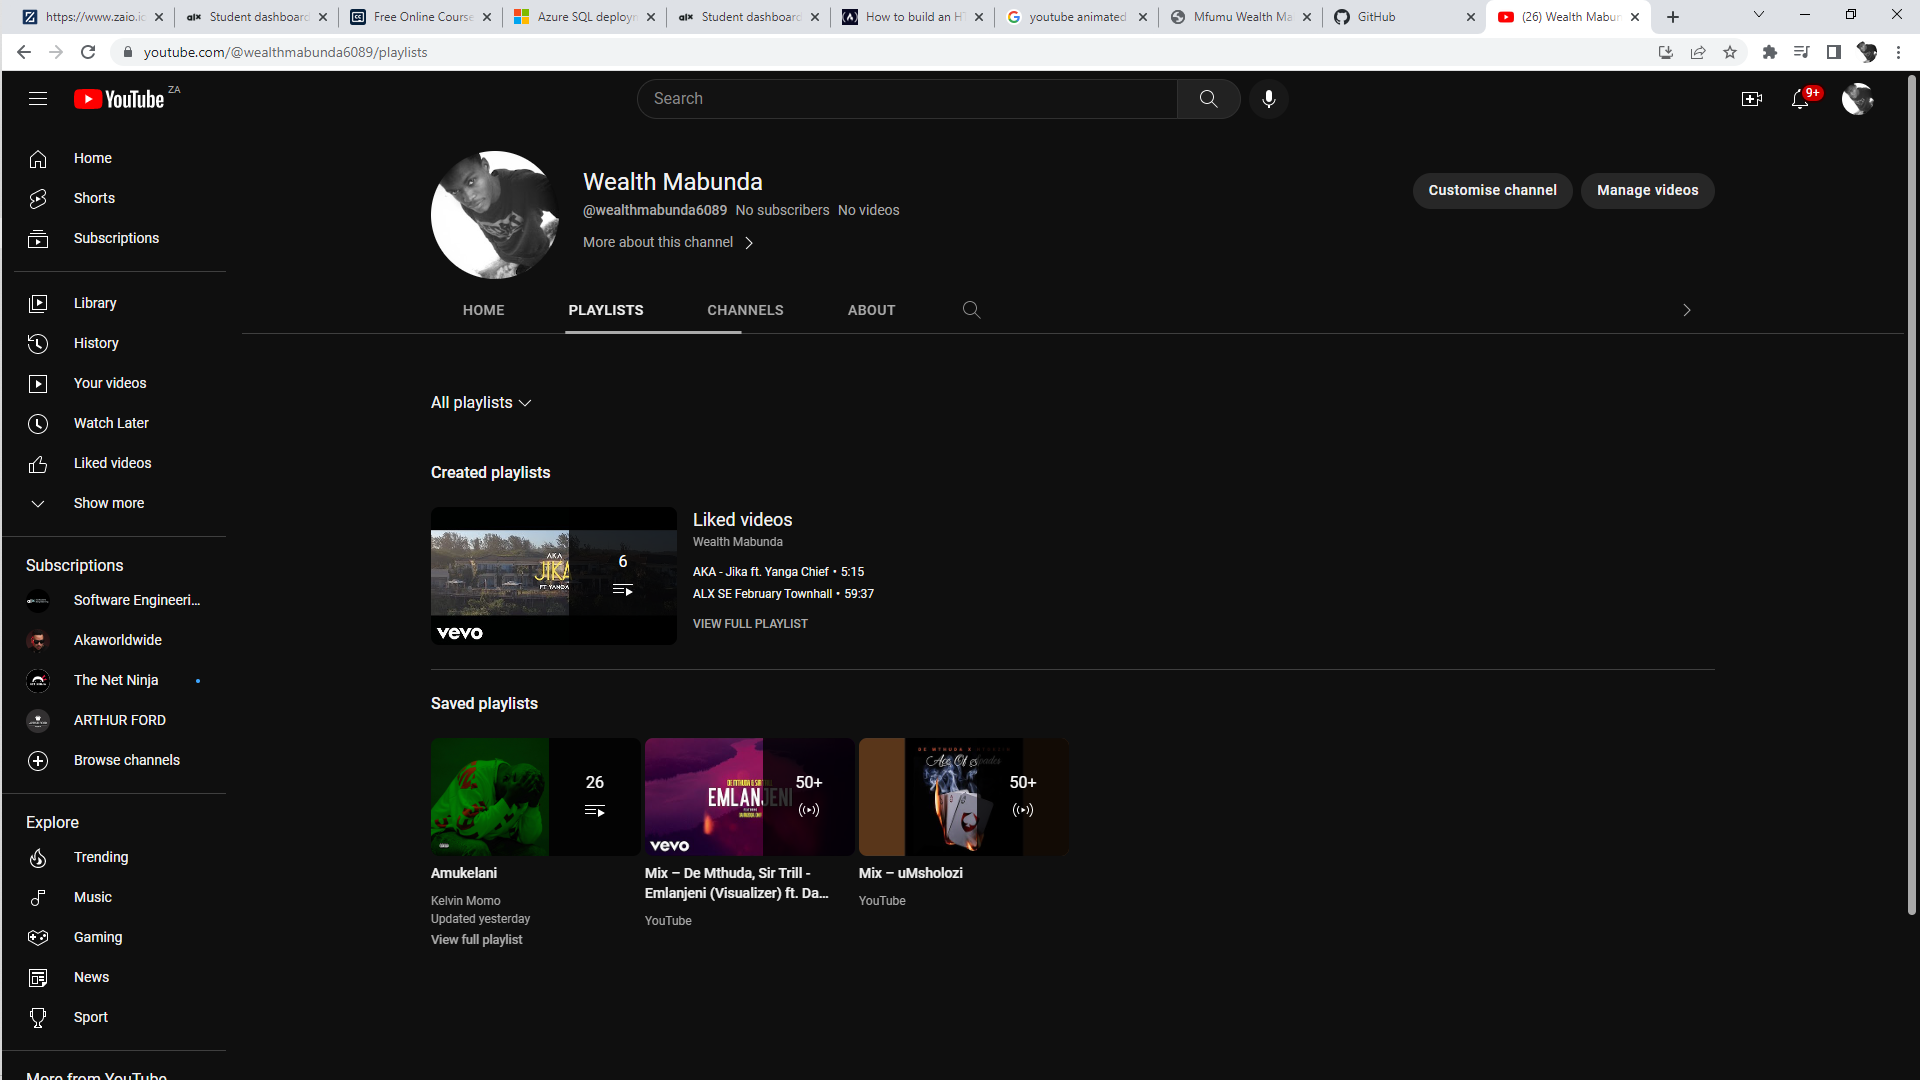 https://www.zaio.io
Student dashboard
Free Online Course
Azure SQL deployn
Student dashboard
How to build an HT
youtube animated
Mfumu Wealth Ma
GitHub
(26) Wealth Mabun
youtube.com/@wealthmabunda6089/playlists
YouTube ZA
Search
9+
Home
Shorts
Subscriptions
Library
History
Your videos
Watch Later
Liked videos
Show more
Subscriptions
Software Engineeri...
Akaworldwide
The Net Ninja
ARTHUR FORD
Browse channels
Explore
Trending
Music
Gaming
News
Sport
More from YouTube
Wealth Mabunda
@wealthmabunda6089 No subscribers No videos
More about this channel
Customise channel
Manage videos
HOME
PLAYLISTS
CHANNELS
ABOUT
All playlists
Created playlists
AKA
JIKA
FT YANGA
6
vevo
Liked videos
Wealth Mabunda
AKA - Jika ft. Yanga Chief • 5:15
ALX SE February Townhall • 59:37
VIEW FULL PLAYLIST
Saved playlists
26
Amukelani
Kelvin Momo
Updated yesterday
View full playlist
EMLANJENI
50+
vevo
Mix – De Mthuda, Sir Trill -
Emlanjeni (Visualizer) ft. Da...
YouTube
Ace Of Spades
50+
Mix – uMsholozi
YouTube